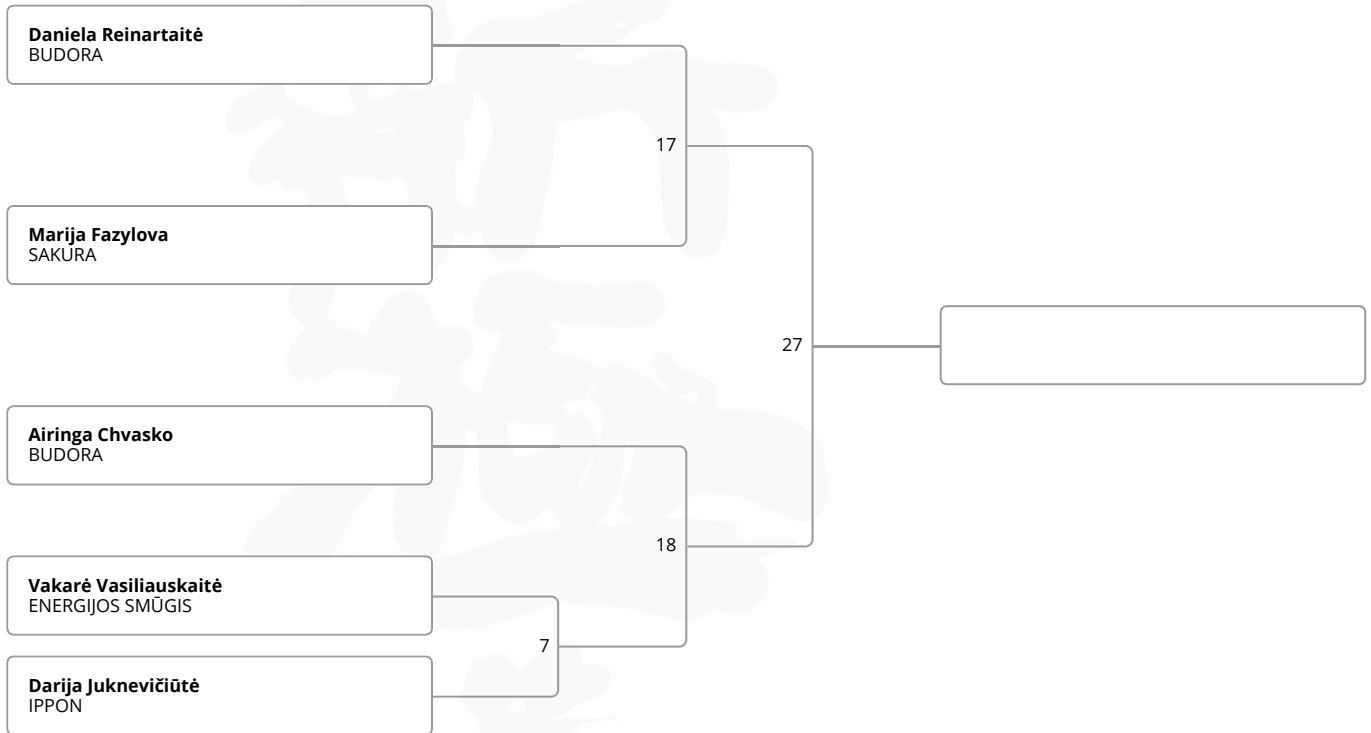 Daniela Reinartaitė
BUDORA
17
Marija Fazylova
SAKURA
27
Airinga Chvasko
BUDORA
18
Vakarė Vasiliauskaitė
ENERGIJOS SMŪGIS
7
Darija Juknevičiūtė
IPPON